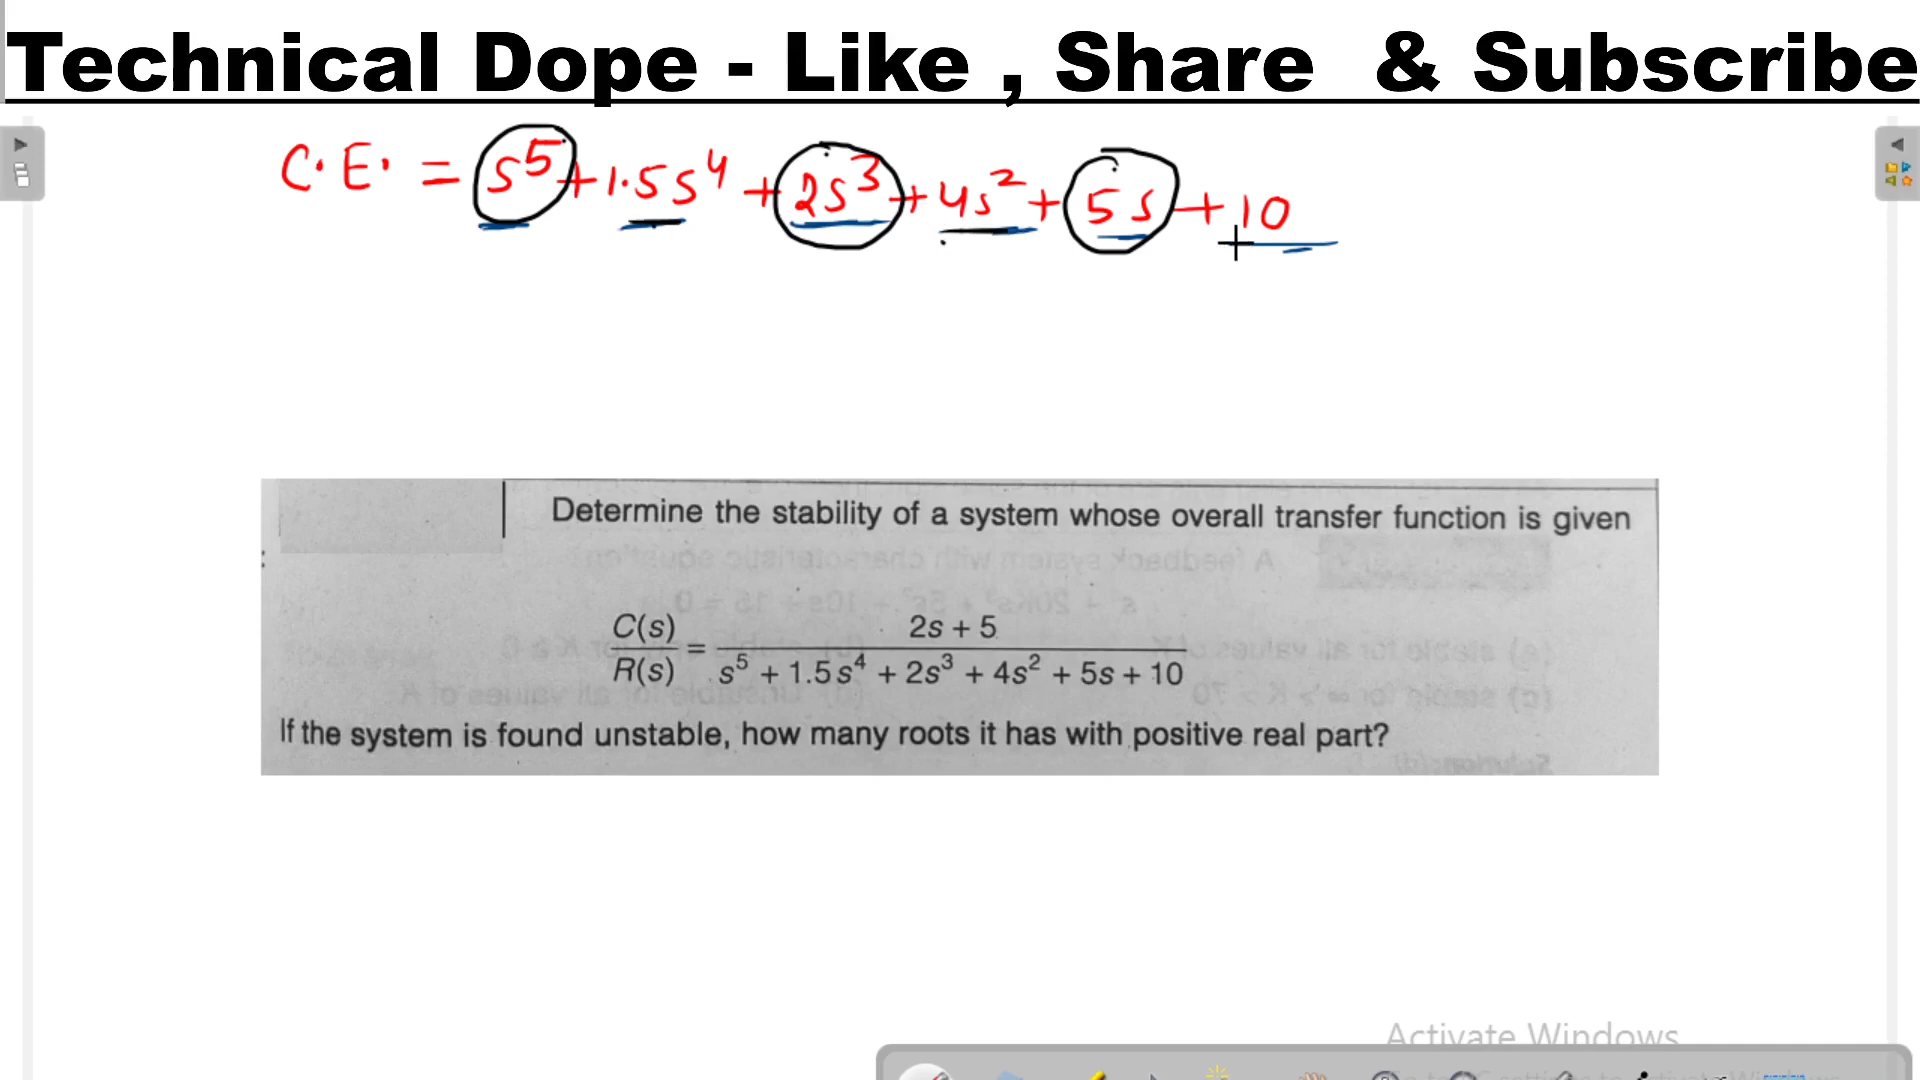 Technical Dope - Like , Share & Subscribe
C.E. = s⁵ + 1.5s⁴ + 2s³ + 4s² + 5s + 10
Determine the stability of a system whose overall transfer function is given
:
C(s)/R(s) = (2s + 5)/(s⁵ + 1.5s⁴ + 2s³ + 4s² + 5s + 10)
If the system is found unstable, how many roots it has with positive real part?
Activate Windows